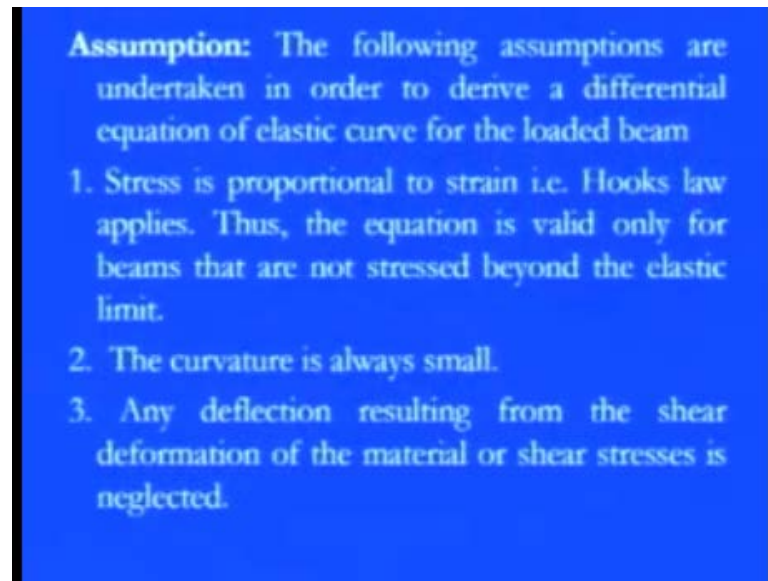 Assumption: The following assumptions are
undertaken in order to derive a differential
equation of elastic curve for the loaded beam
1. Stress is proportional to strain i.e. Hooks law
applies. Thus, the equation is valid only for
beams that are not stressed beyond the elastic
limit.
2. The curvature is always small.
3. Any deflection resulting from the shear
deformation of the material or shear stresses is
neglected.